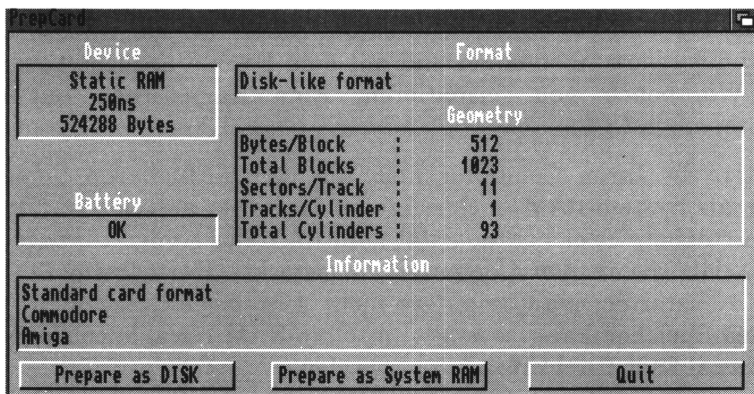 PrepCard
Device
Static RAM
250ns
524288 Bytes
Battery
OK
Format
Disk-like format
Geometry
Bytes/Block : 512
Total Blocks : 1023
Sectors/Track : 11
Tracks/Cylinder : 1
Total Cylinders : 93
Information
Standard card format
Commodore
Amiga
Prepare as DISK
Prepare as System RAM
Quit